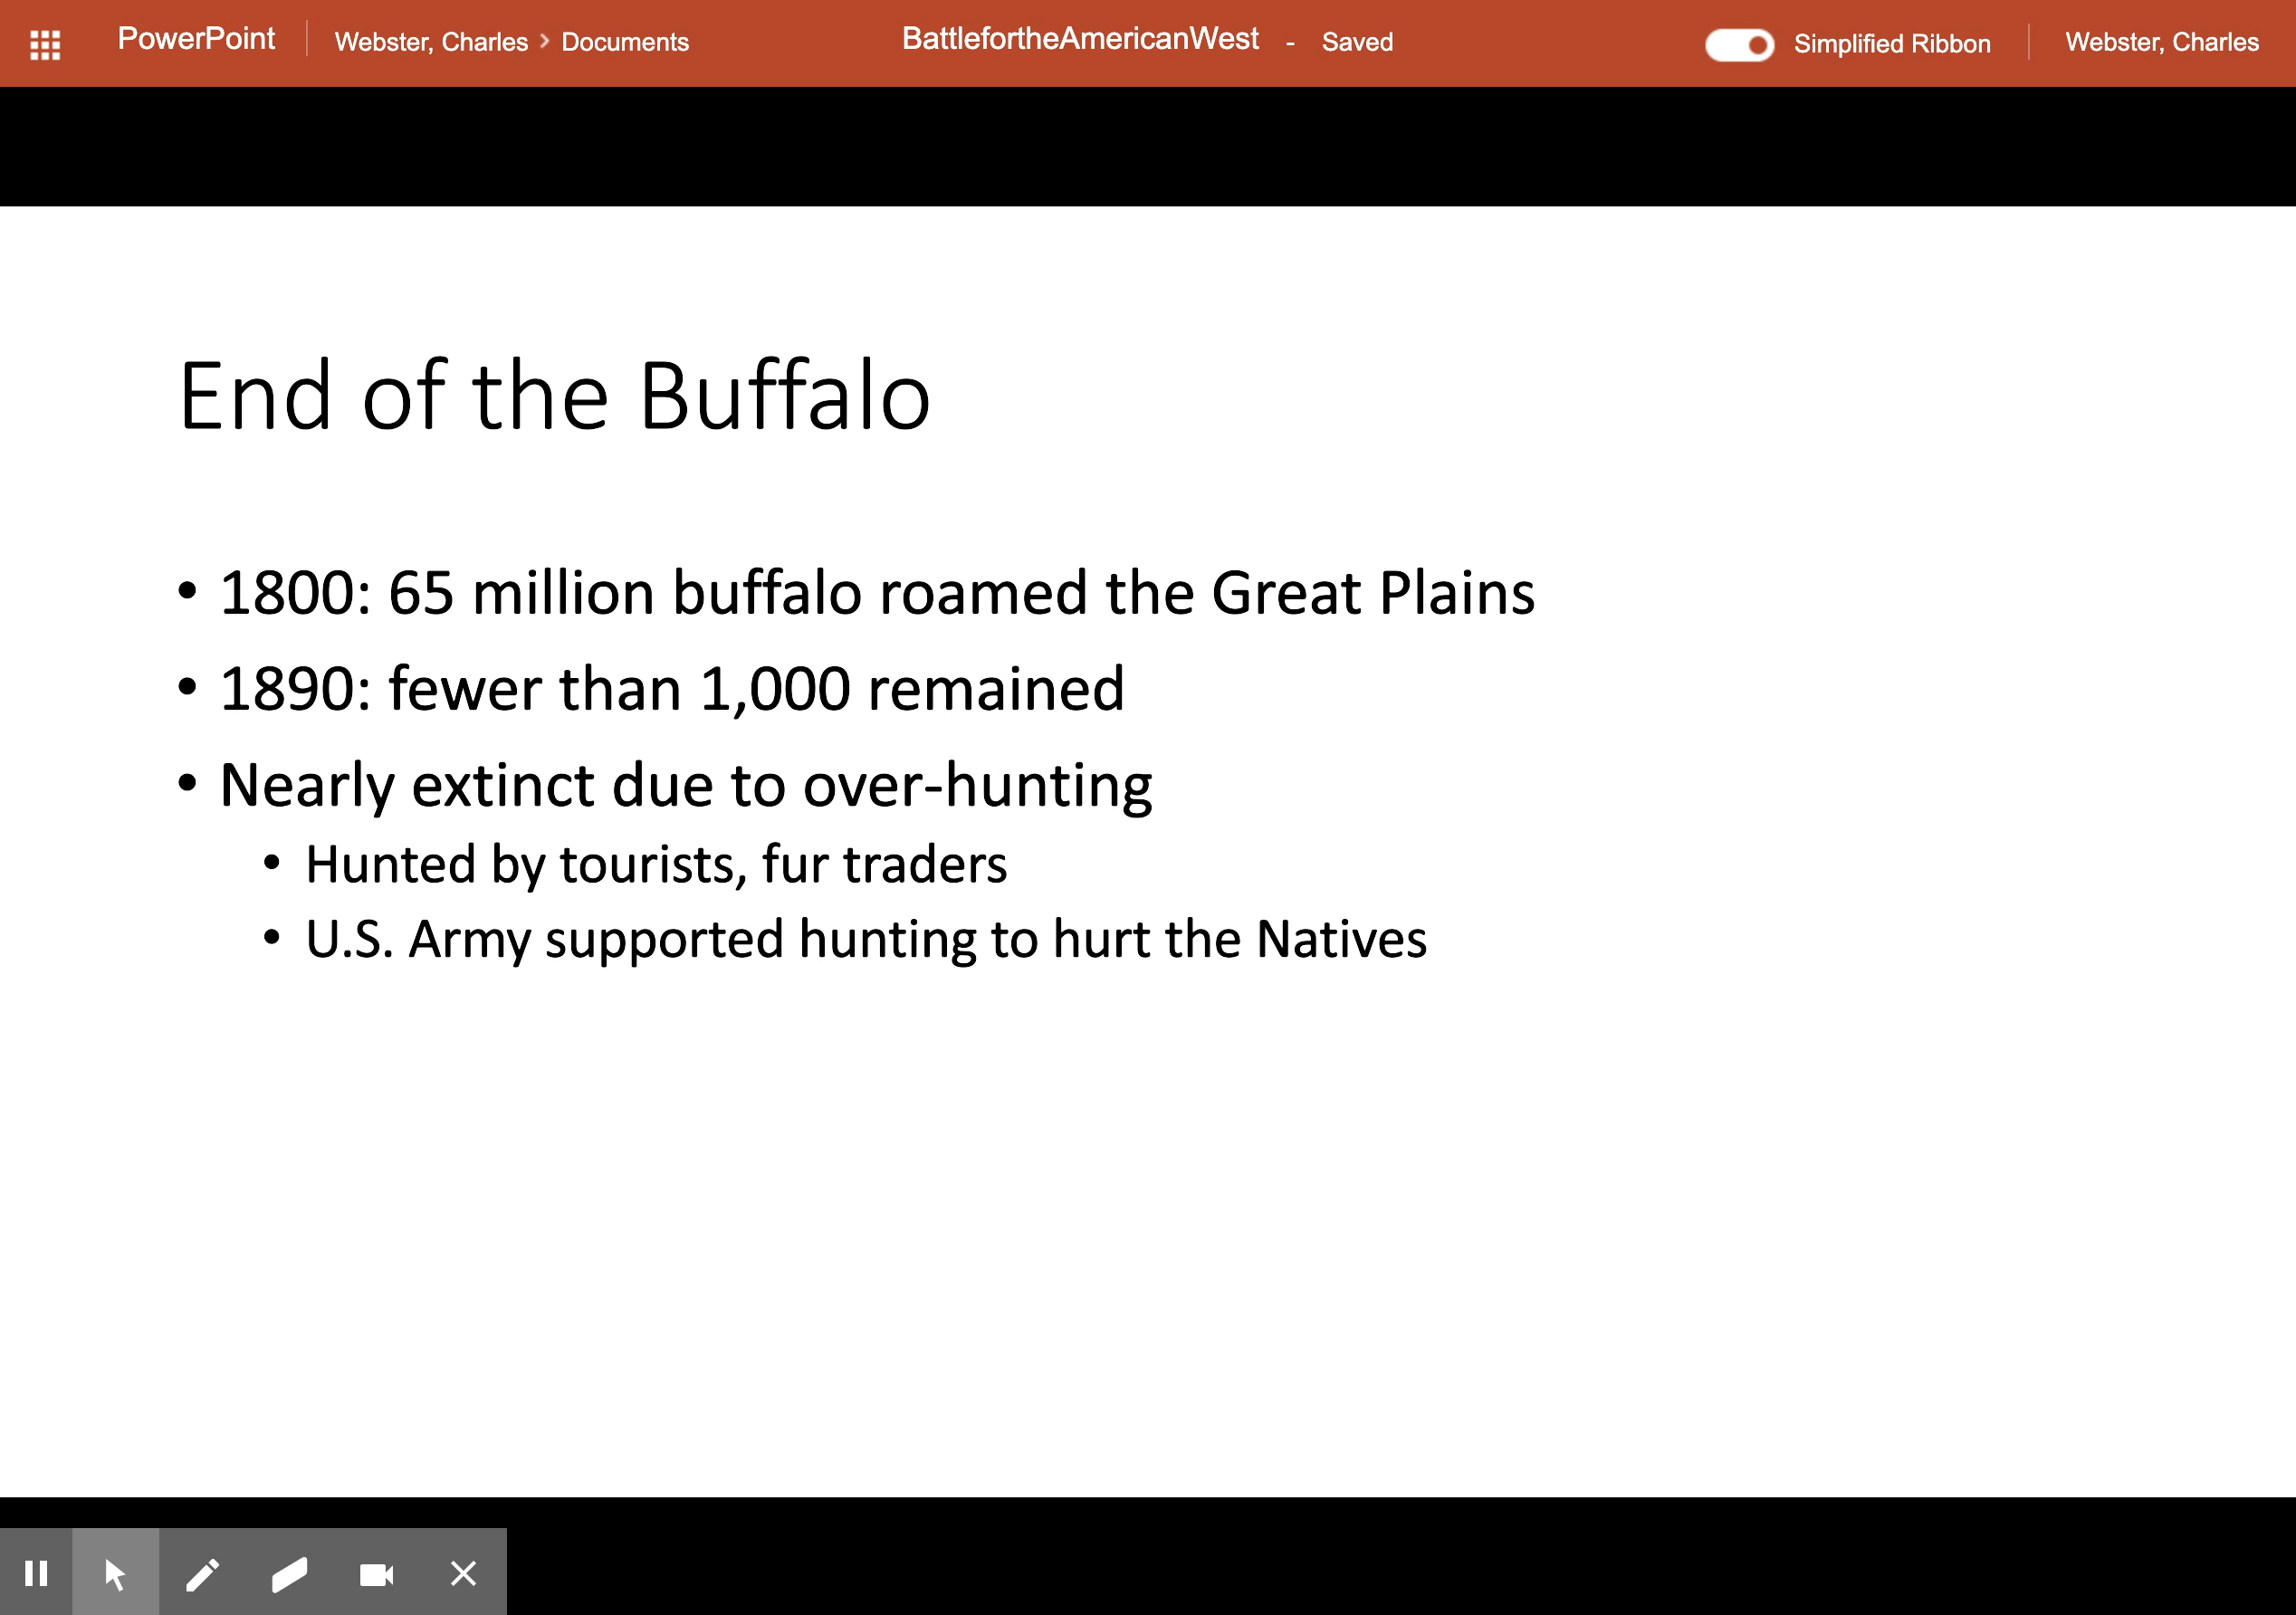 PowerPoint
Webster, Charles > Documents
BattlefortheAmericanWest - Saved
Simplified Ribbon
Webster, Charles
End of the Buffalo
• 1800: 65 million buffalo roamed the Great Plains
• 1890: fewer than 1,000 remained
• Nearly extinct due to over-hunting
• Hunted by tourists, fur traders
• U.S. Army supported hunting to hurt the Natives